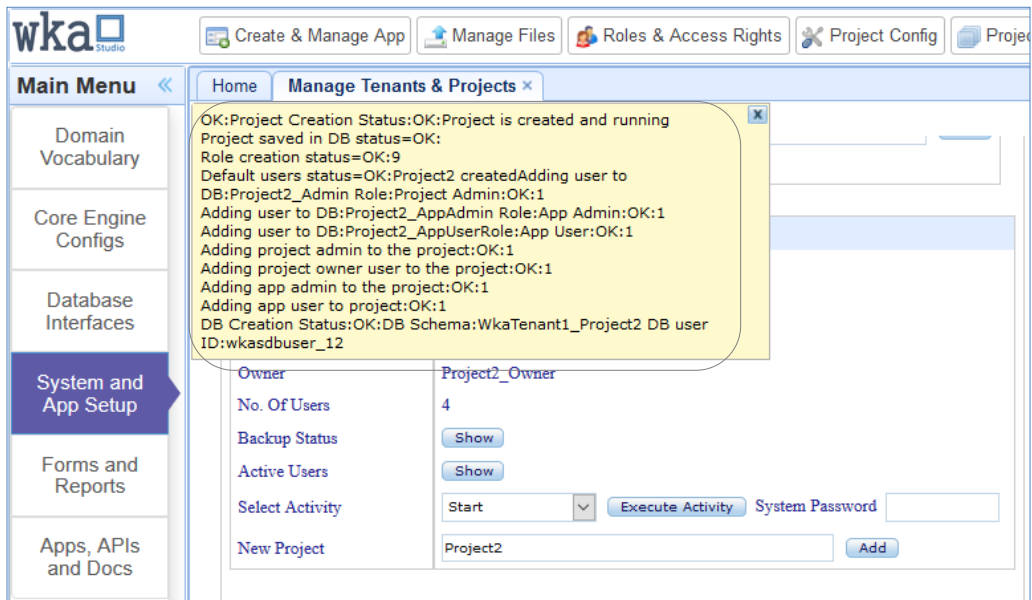 wka
Studio
Create & Manage App
Manage Files
Roles & Access Rights
Project Config
Projec
Main Menu
Home
Manage Tenants & Projects
Domain
Vocabulary
Core Engine
Configs
Database
Interfaces
System and
App Setup
Forms and
Reports
Apps, APIs
and Docs
OK:Project Creation Status:OK:Project is created and running
Project saved in DB status=OK:
Role creation status=OK:9
Default users status=OK:Project2 createdAdding user to
DB:Project2_Admin Role:Project Admin:OK:1
Adding user to DB:Project2_AppAdmin Role:App Admin:OK:1
Adding user to DB:Project2_AppUserRole:App User:OK:1
Adding project admin to the project:OK:1
Adding project owner user to the project:OK:1
Adding app admin to the project:OK:1
Adding app user to project:OK:1
DB Creation Status:OK:DB Schema:WkaTenant1_Project2 DB user
ID:wkasdbuser_12
Owner Project2_Owner
No. Of Users 4
Backup Status Show
Active Users Show
Select Activity Start Execute Activity System Password
New Project Project2 Add